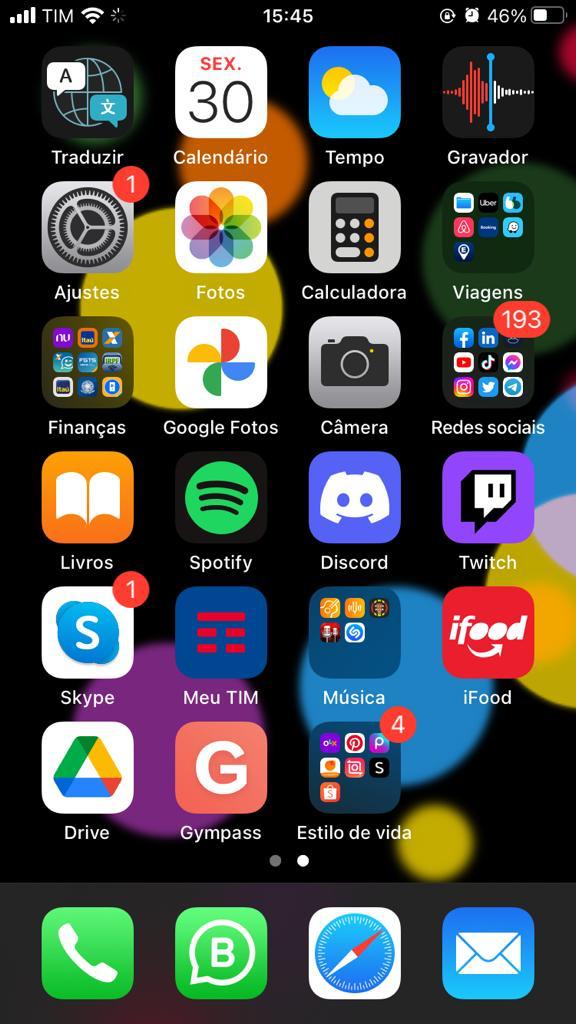 TIM 15:45 46%
A 文 SEX. 30
Traduzir Calendário Tempo Gravador
1
Uber
Booking
Ajustes Fotos Calculadora Viagens
193
nu Itaú
FGTS
Itaú
Finanças Google Fotos Câmera Redes sociais
Livros Spotify Discord Twitch
1
S ifood
Skype Meu TIM Música iFood
4
G olx
S
Drive Gympass Estilo de vida
B